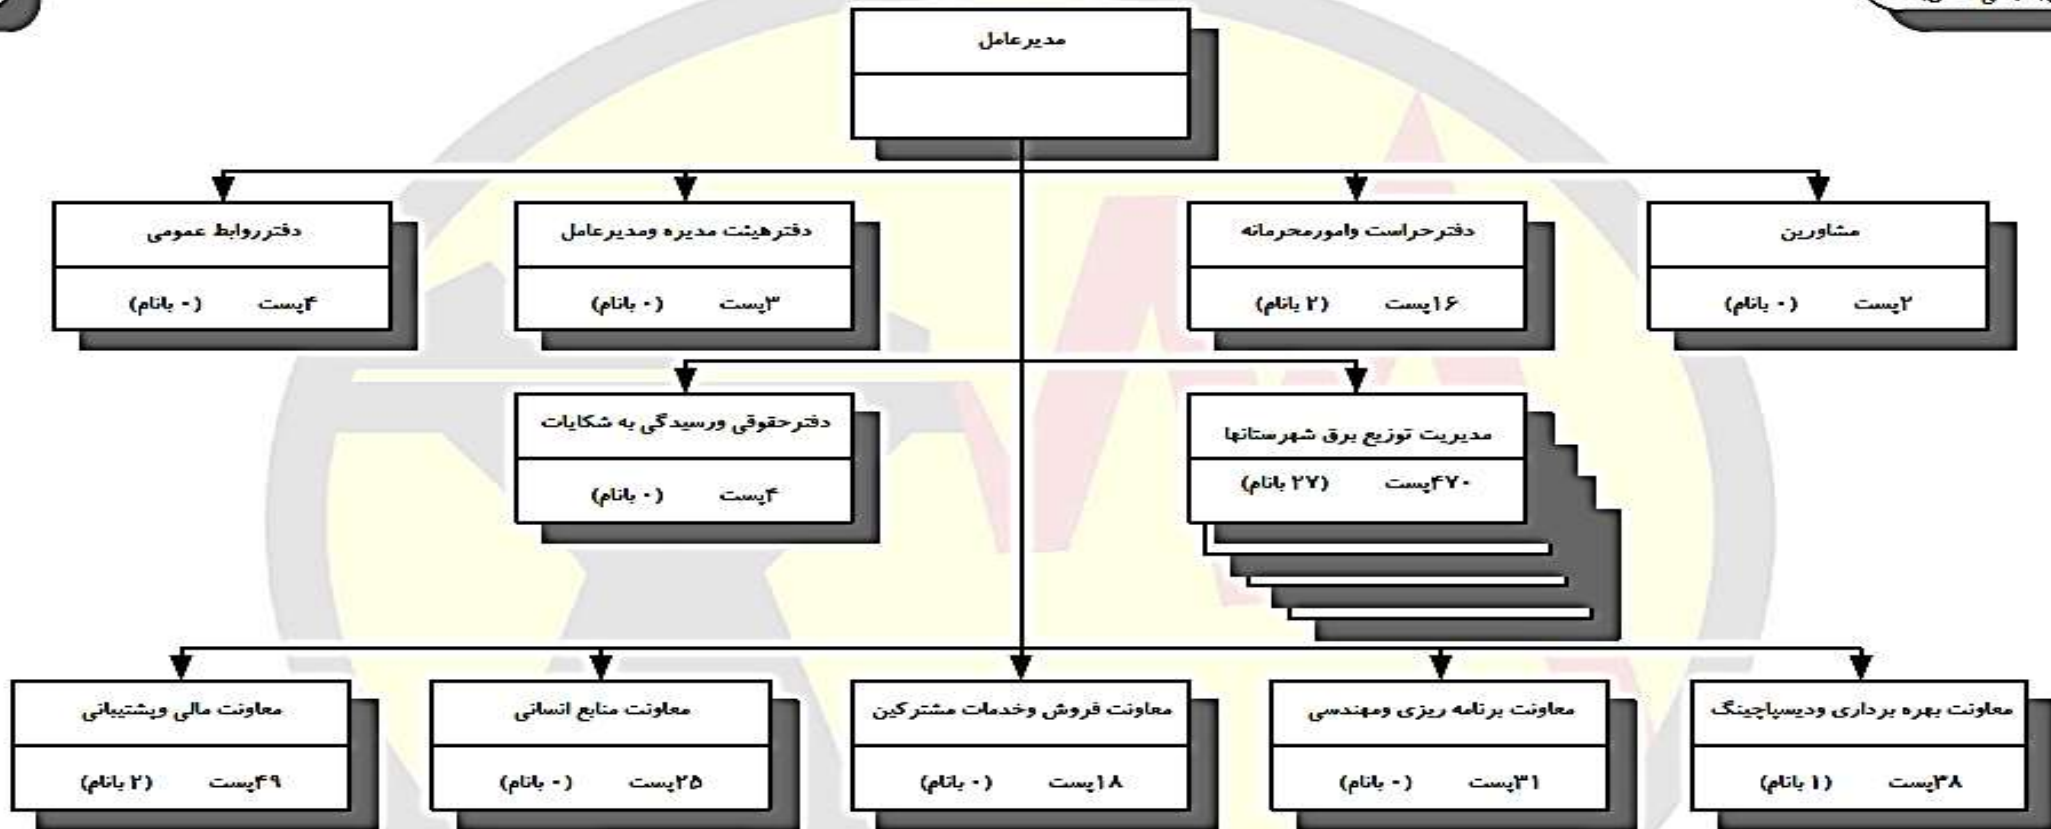 مدیرعامل
مشاورین
۲پست (۰ بانام)
دفترحراست وامورمحرمانه
۱۶پست (۲ بانام)
دفترهیئت مدیره ومدیرعامل
۳پست (۰ بانام)
دفترروابط عمومی
۴پست (۰ بانام)
مدیریت توزیع برق شهرستانها
۴۷۰پست (۲۷ بانام)
دفترحقوقی ورسیدگی به شکایات
۴پست (۰ بانام)
معاونت بهره برداری ودیسپاچینگ
۳۸پست (۱ بانام)
معاونت برنامه ریزی ومهندسی
۳۱پست (۰ بانام)
معاونت فروش وخدمات مشترکین
۱۸پست (۰ بانام)
معاونت منابع انسانی
۲۵پست (۰ بانام)
معاونت مالی وپشتیبانی
۴۹پست (۲ بانام)